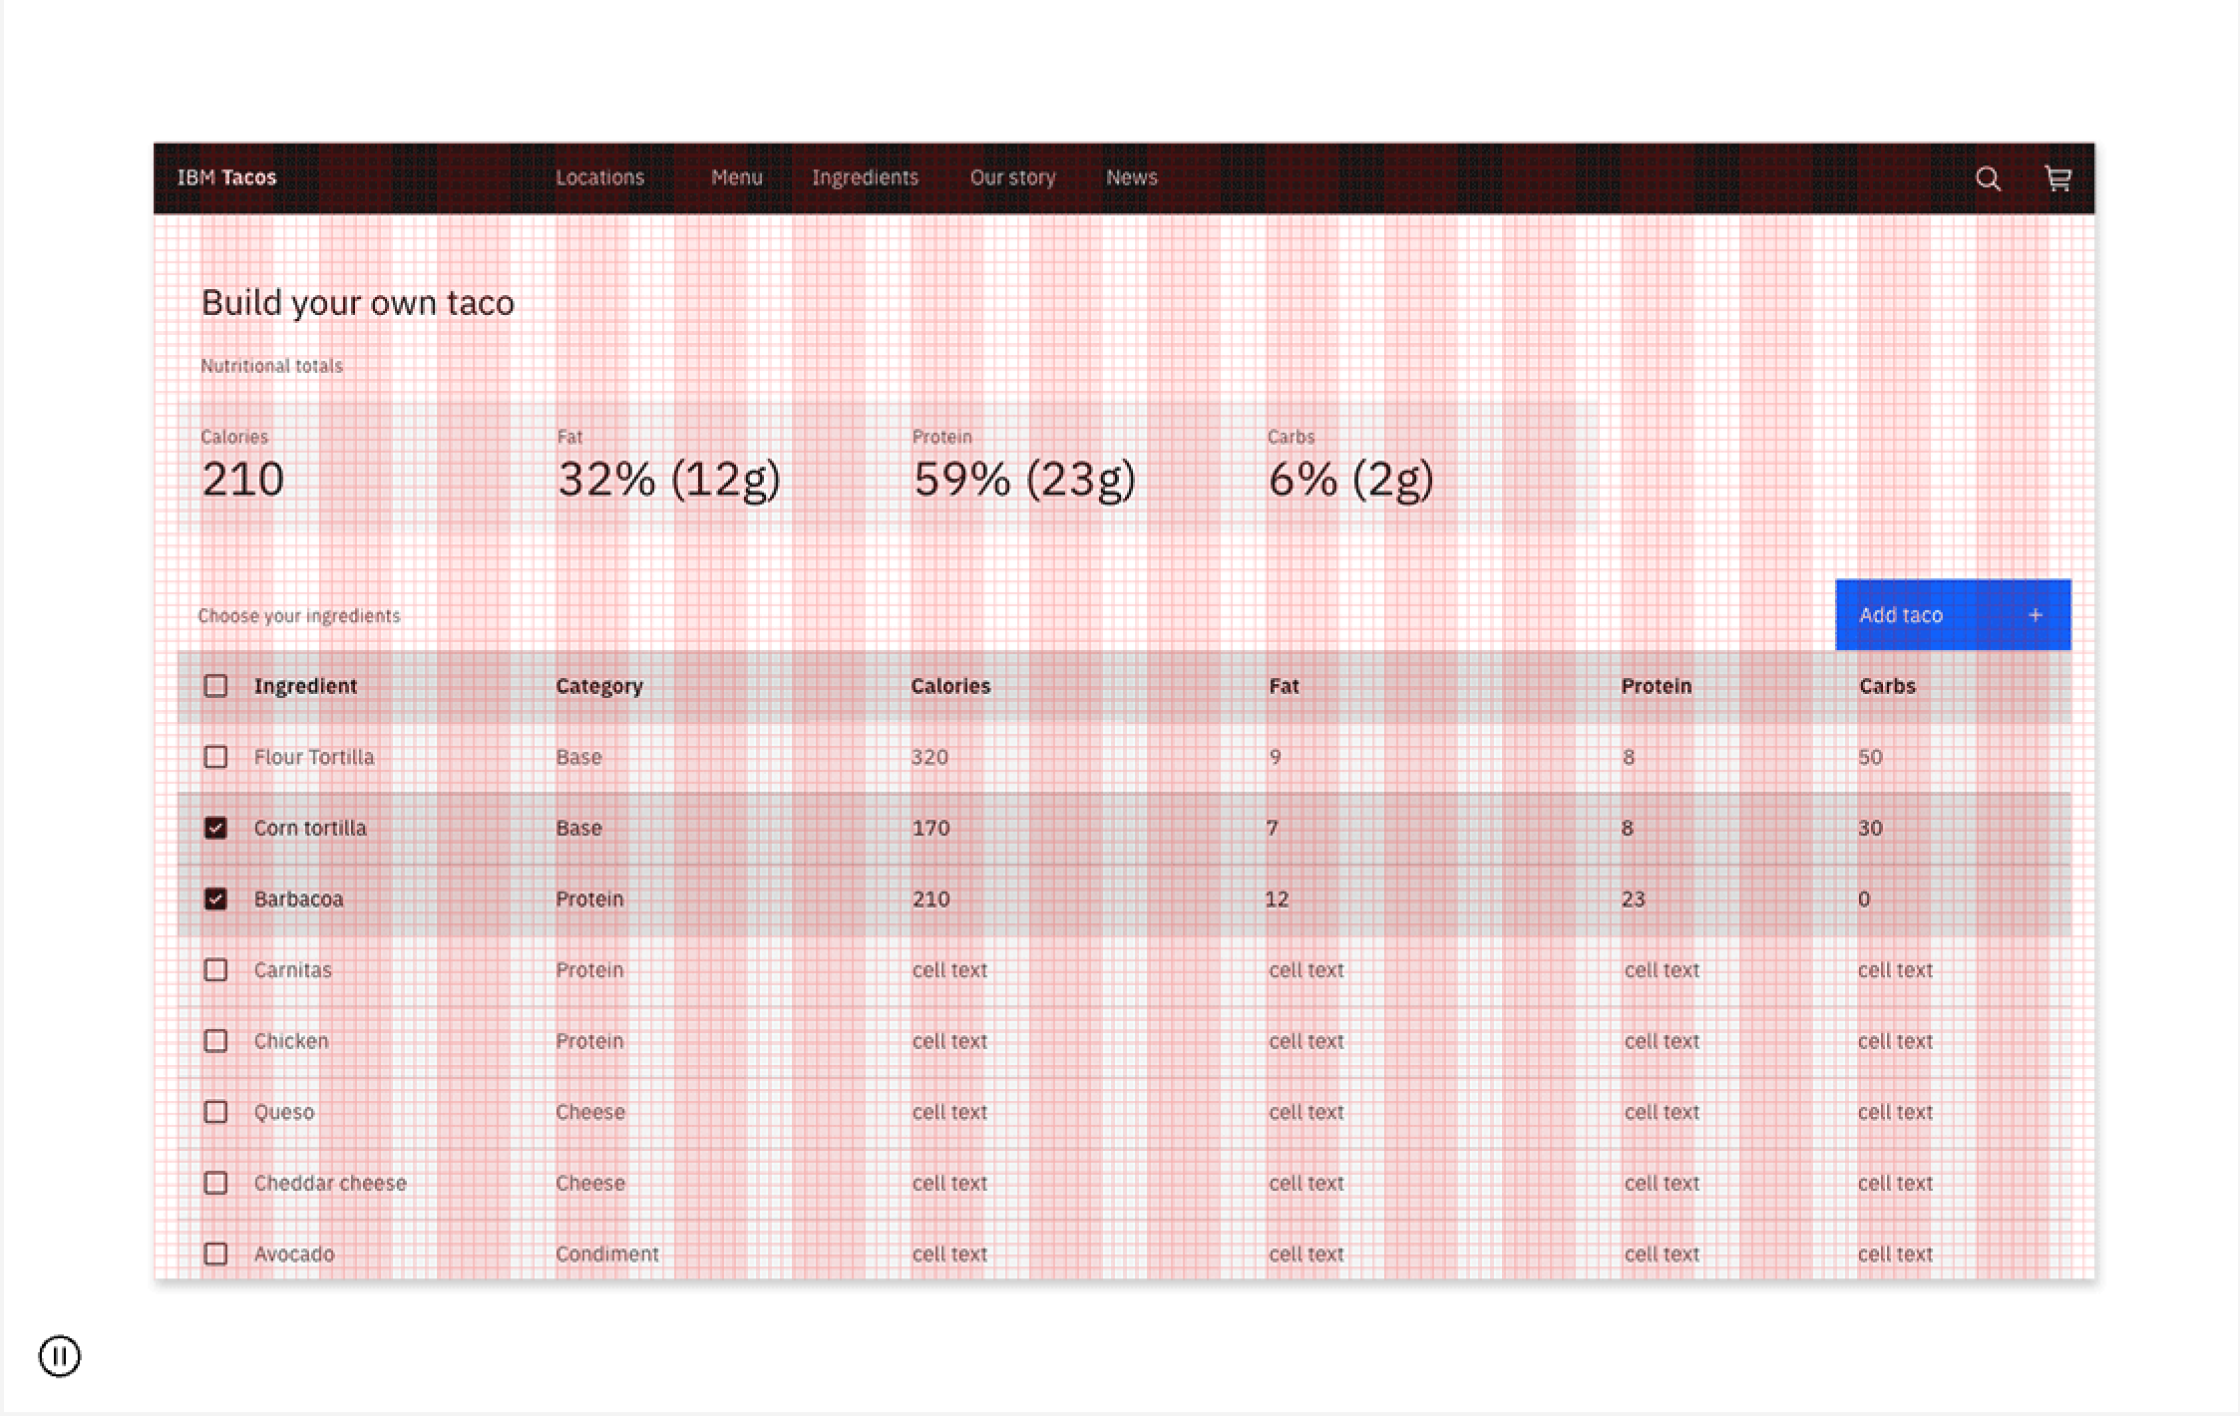 IBM Tacos Locations Menu Ingredients Our story News
Build your own taco
Nutritional totals
Calories Fat Protein Carbs
210 32% (12g) 59% (23g) 6% (2g)
Choose your ingredients Add taco +
Ingredient Category Calories Fat Protein Carbs
Flour Tortilla Base 320 9 8 50
Corn tortilla Base 170 7 8 30
Barbacoa Protein 210 12 23 0
Carnitas Protein cell text cell text cell text cell text
Chicken Protein cell text cell text cell text cell text
Queso Cheese cell text cell text cell text cell text
Cheddar cheese Cheese cell text cell text cell text cell text
Avocado Condiment cell text cell text cell text cell text